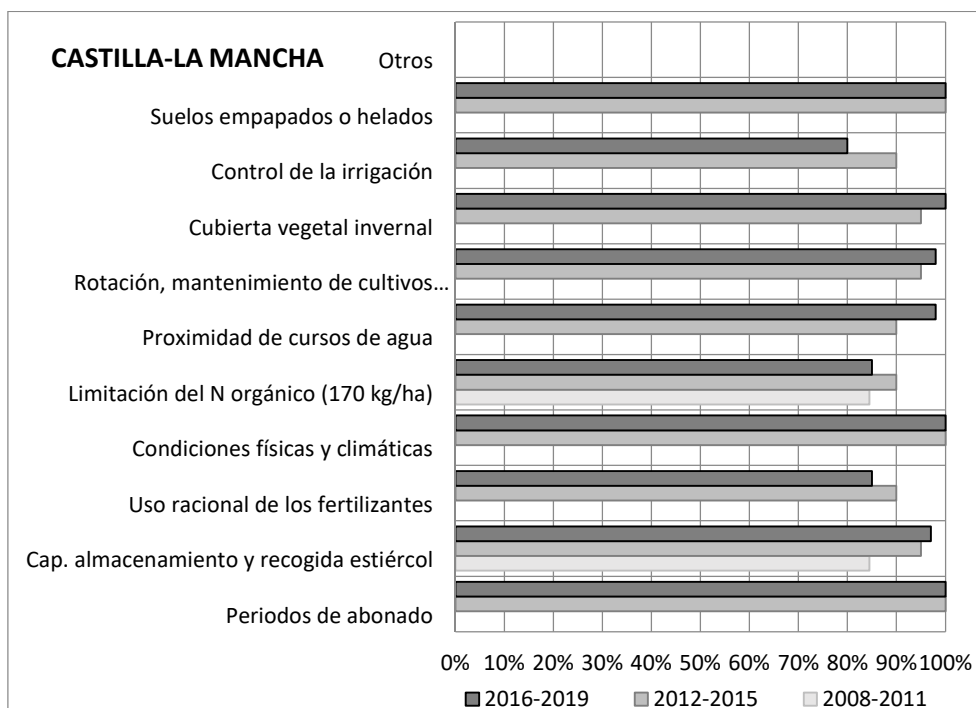 CASTILLA-LA MANCHA
Otros
Suelos empapados o helados
Control de la irrigación
Cubierta vegetal invernal
Rotación, mantenimiento de cultivos…
Proximidad de cursos de agua
Limitación del N orgánico (170 kg/ha)
Condiciones físicas y climáticas
Uso racional de los fertilizantes
Cap. almacenamiento y recogida estiércol
Periodos de abonado
0% 10% 20% 30% 40% 50% 60% 70% 80% 90% 100%
2016-2019 2012-2015 2008-2011